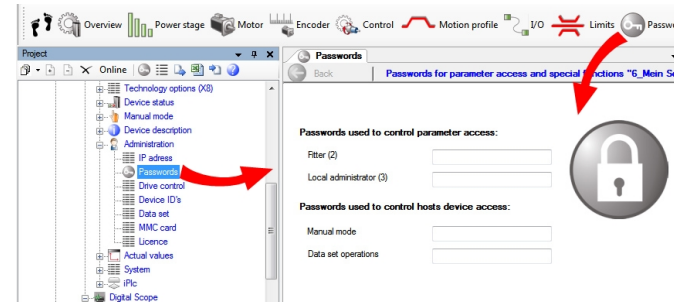 Overview Power stage Motor Encoder Control Motion profile I/O Limits Passwo
Project
Online
Technology options (X8)
Device status
Manual mode
Device description
Administration
IP adress
Passwords
Drive control
Device ID's
Data set
MMC card
Licence
Actual values
System
iPlc
Digital Scope
Passwords
Back Passwords for parameter access and special functions "6_Mein Se
Passwords used to control parameter access:
Fitter (2)
Local administrator (3)
Passwords used to control hosts device access:
Manual mode
Data set operations